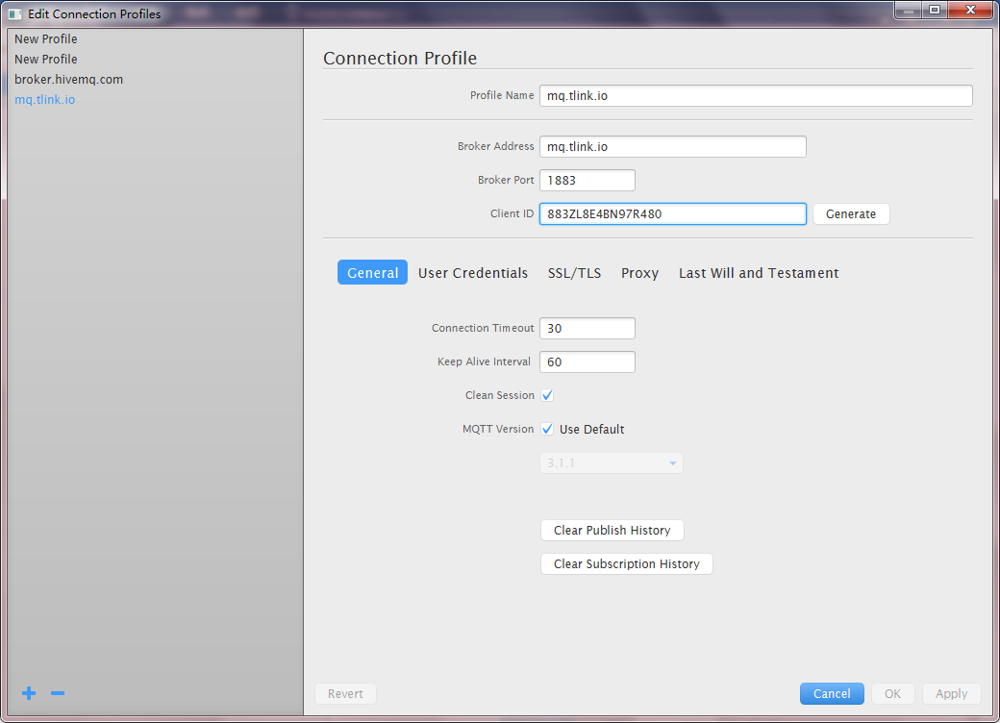 Edit Connection Profiles
New Profile
New Profile
broker.hivemq.com
mq.tlink.io
Connection Profile
Profile Name mq.tlink.io
Broker Address mq.tlink.io
Broker Port 1883
Client ID 883ZL8E4BN97R480 Generate
General User Credentials SSL/TLS Proxy Last Will and Testament
Connection Timeout 30
Keep Alive Interval 60
Clean Session
MQTT Version Use Default
3.1.1
Clear Publish History
Clear Subscription History
Revert Cancel OK Apply